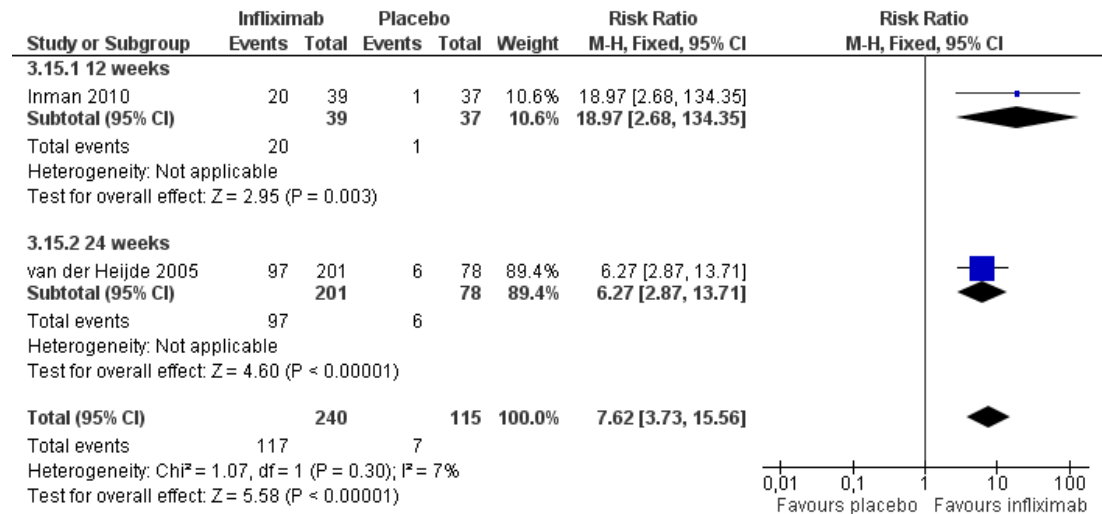 Infliximab Placebo Risk Ratio Risk Ratio
Study or Subgroup Events Total Events Total Weight M-H, Fixed, 95% CI M-H, Fixed, 95% CI
3.15.1 12 weeks
Inman 2010 20 39 1 37 10.6% 18.97 [2.68, 134.35]
Subtotal (95% CI) 39 37 10.6% 18.97 [2.68, 134.35]
Total events 20 1
Heterogeneity: Not applicable
Test for overall effect: Z = 2.95 (P = 0.003)
3.15.2 24 weeks
van der Heijde 2005 97 201 6 78 89.4% 6.27 [2.87, 13.71]
Subtotal (95% CI) 201 78 89.4% 6.27 [2.87, 13.71]
Total events 97 6
Heterogeneity: Not applicable
Test for overall effect: Z = 4.60 (P < 0.00001)
Total (95% CI) 240 115 100.0% 7.62 [3.73, 15.56]
Total events 117 7
Heterogeneity: Chi² = 1.07, df = 1 (P = 0.30); I² = 7%
Test for overall effect: Z = 5.58 (P < 0.00001)
0,01 0,1 1 10 100
Favours placebo Favours infliximab